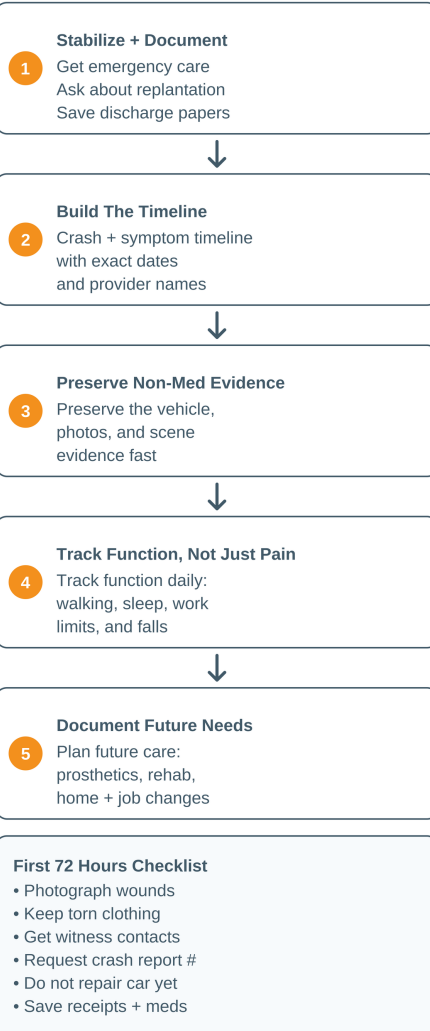 Stabilize + Document
1
Get emergency care
Ask about replantation
Save discharge papers
Build The Timeline
2
Crash + symptom timeline
with exact dates
and provider names
Preserve Non-Med Evidence
3
Preserve the vehicle,
photos, and scene
evidence fast
Track Function, Not Just Pain
4
Track function daily:
walking, sleep, work
limits, and falls
Document Future Needs
5
Plan future care:
prosthetics, rehab,
home + job changes
First 72 Hours Checklist
• Photograph wounds
• Keep torn clothing
• Get witness contacts
• Request crash report #
• Do not repair car yet
• Save receipts + meds